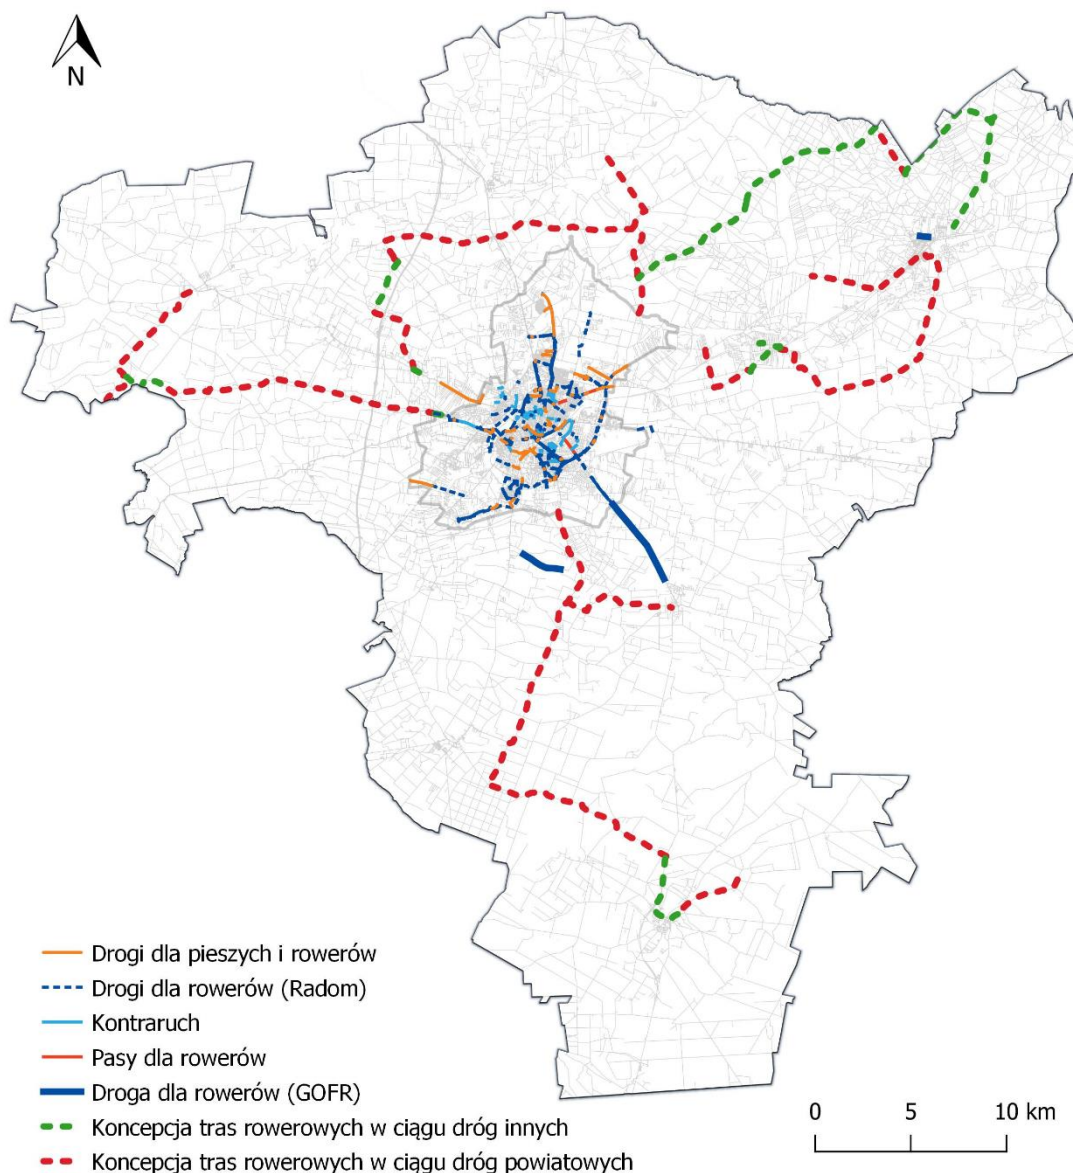 N
Drogi dla pieszych i rowerów
Drogi dla rowerów (Radom)
Kontraruch
Pasy dla rowerów
Droga dla rowerów (GOFR)
Koncepcja tras rowerowych w ciągu dróg innych
Koncepcja tras rowerowych w ciągu dróg powiatowych
0 5 10 km